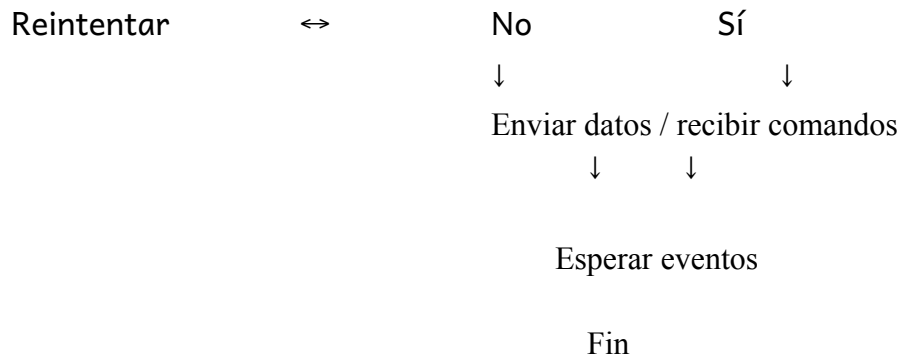 Reintentar ↔ No Sí
↓ ↓
Enviar datos / recibir comandos
↓ ↓
Esperar eventos
Fin